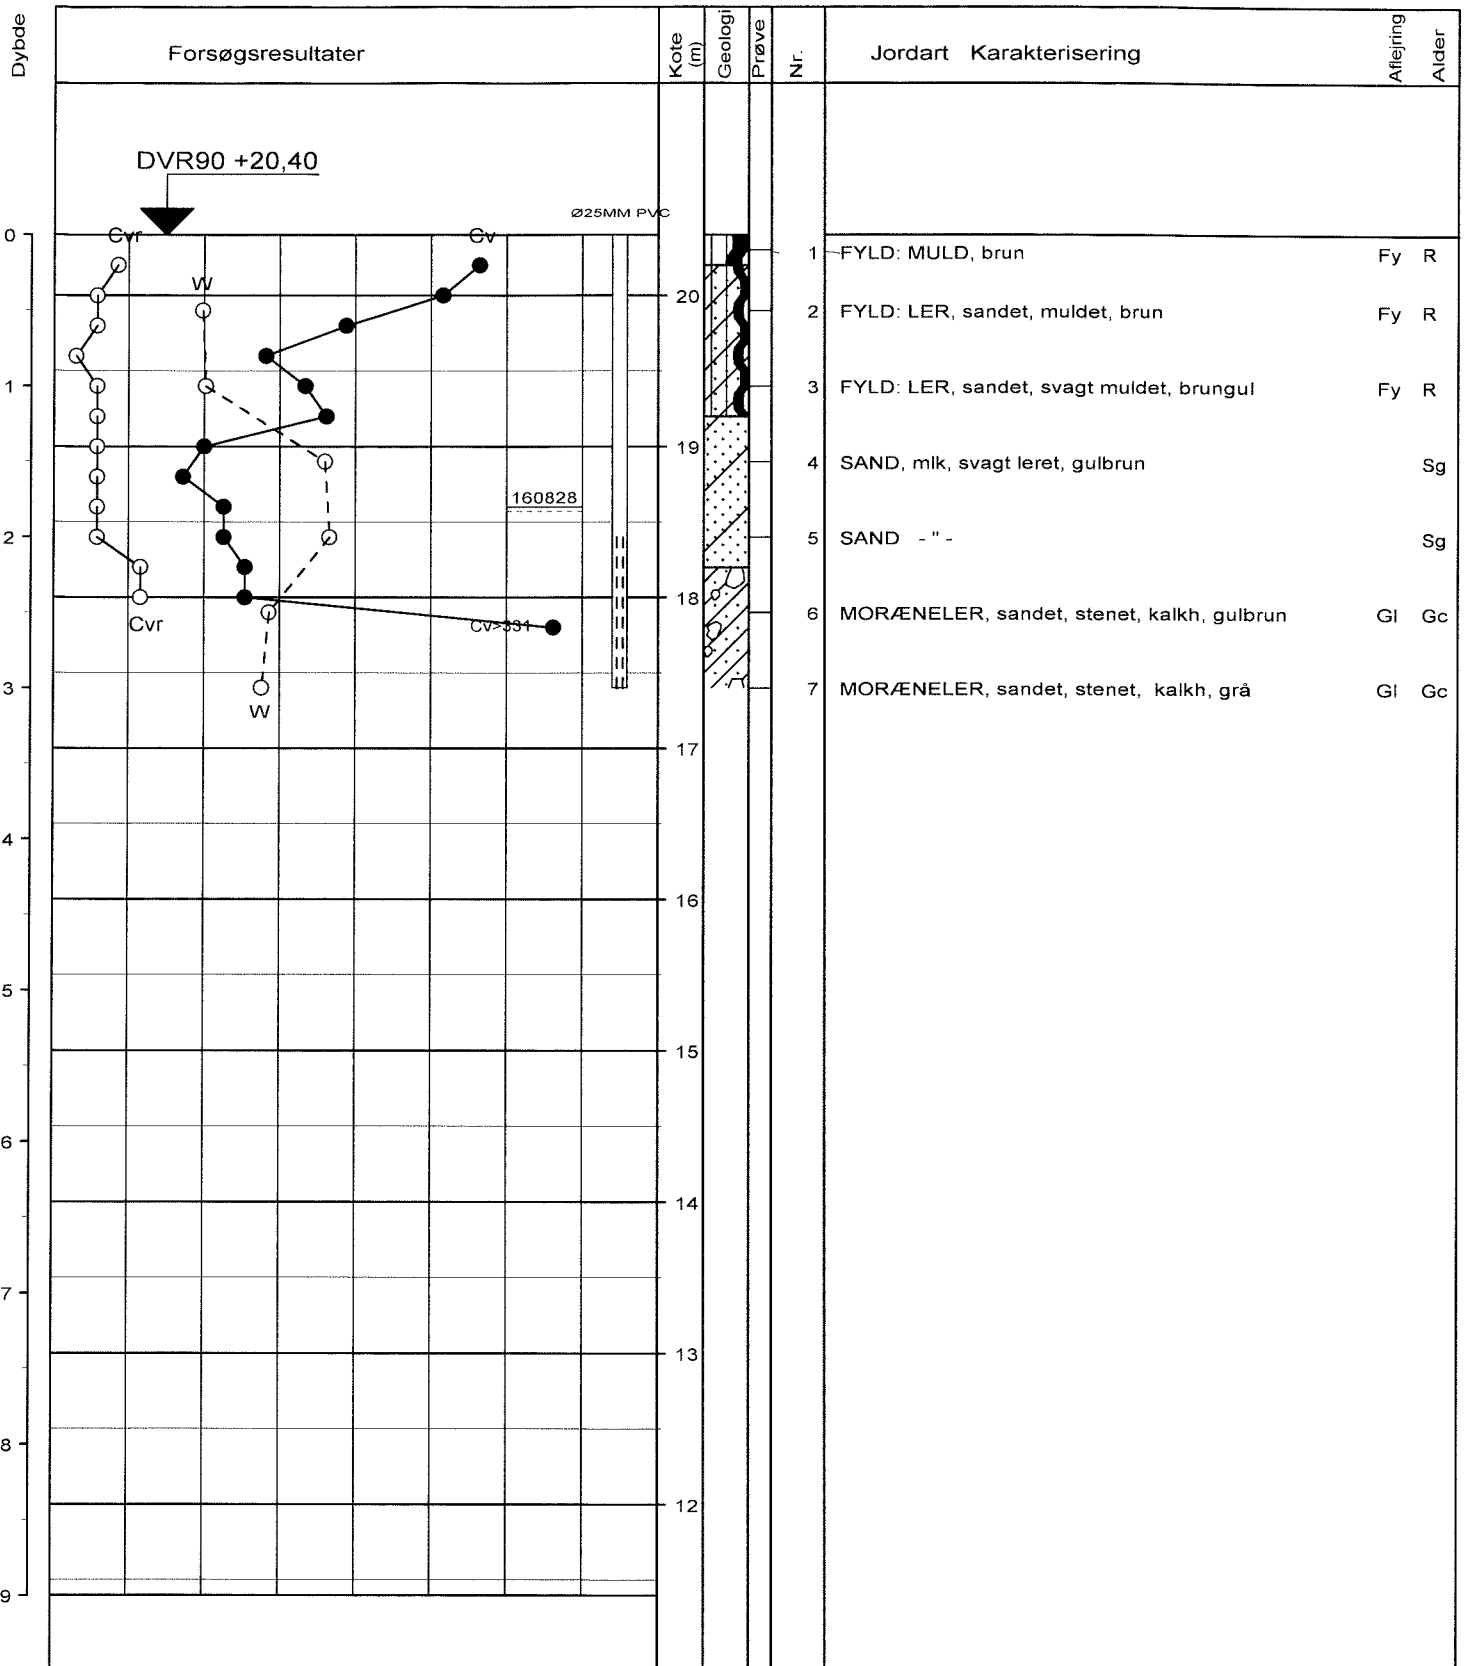 Dybde
Forsøgsresultater
Kote (m)
Geologi
Prøve
Nr.
Jordart Karakterisering
Aflejring
Alder
DVR90 +20,40
Ø25MM PVC
0
Cvr
Cv
1 FYLD: MULD, brun Fy R
W
20
2 FYLD: LER, sandet, muldet, brun Fy R
1
3 FYLD: LER, sandet, svagt muldet, brungul Fy R
19
4 SAND, mlk, svagt leret, gulbrun Sg
160828
2
5 SAND - " - Sg
18
6 MORÆNELER, sandet, stenet, kalkh, gulbrun Gl Gc
Cvr
Cv>331
3
7 MORÆNELER, sandet, stenet, kalkh, grå Gl Gc
W
17
4
16
5
15
6
14
7
13
8
12
9